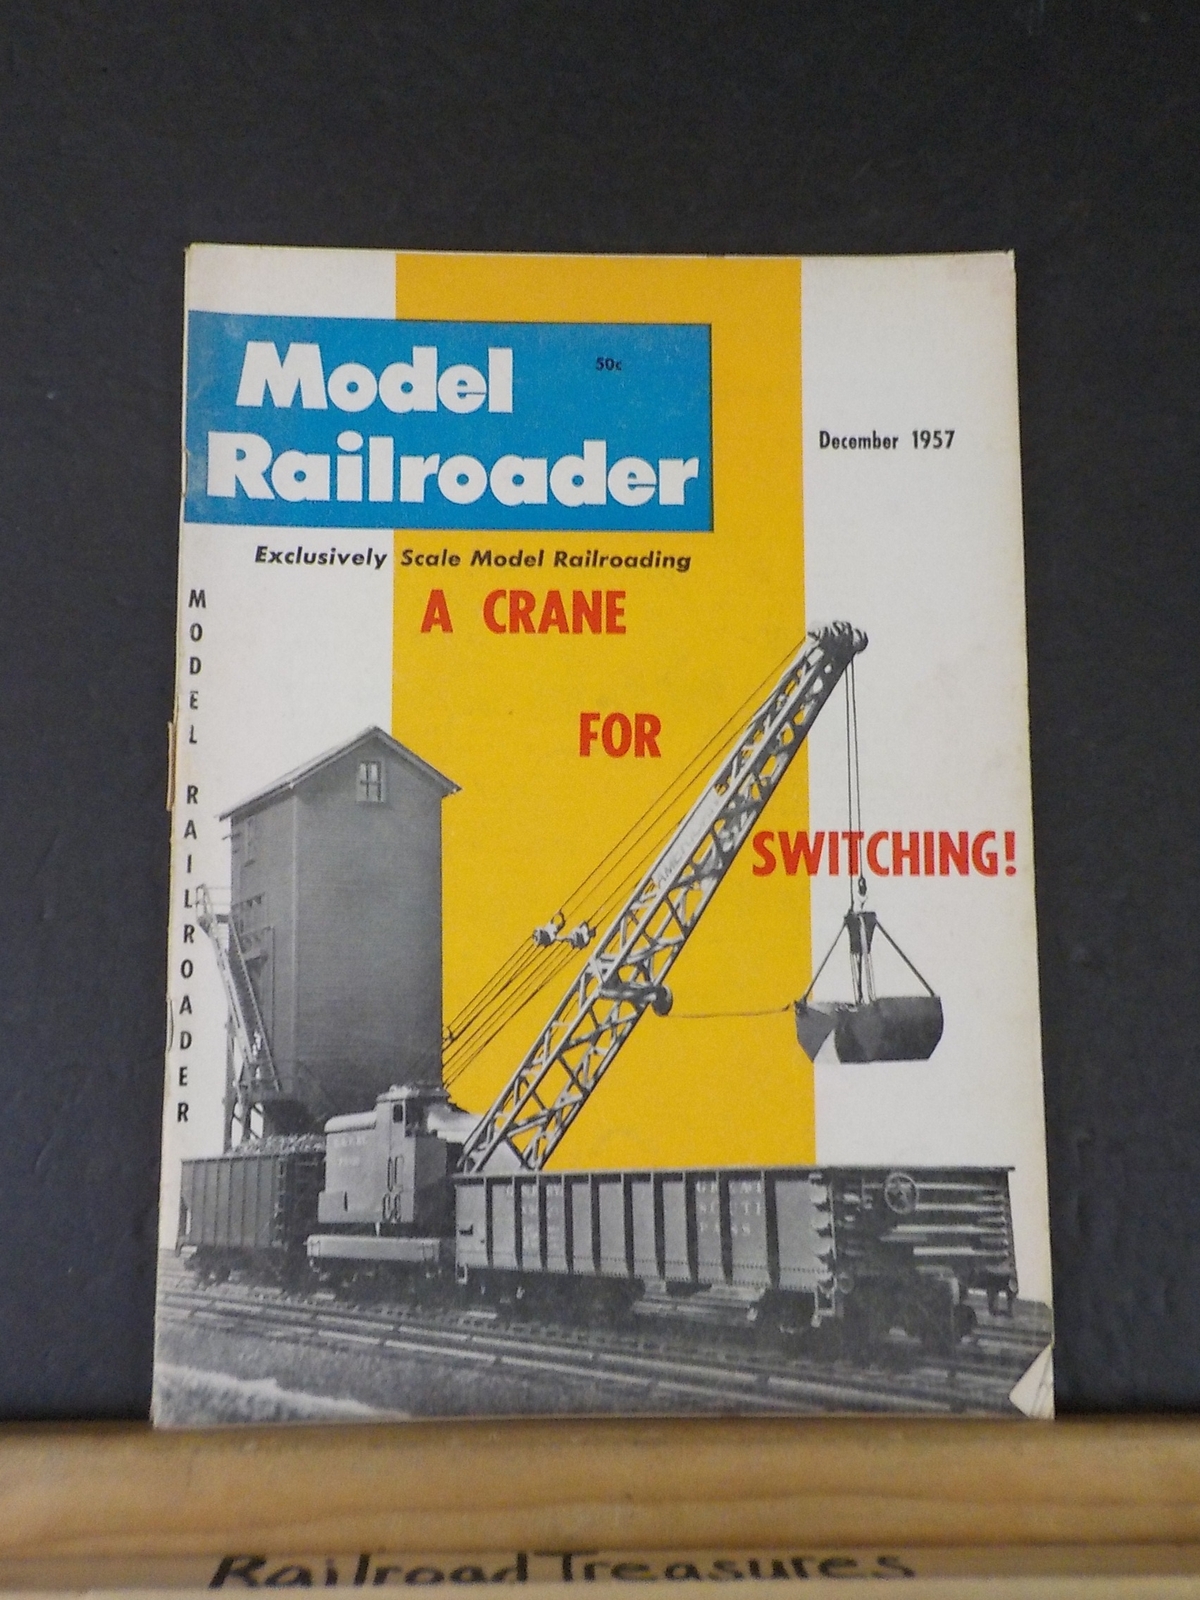 Model
50c
Railroader
December 1957
Exclusively Scale Model Railroading
A CRANE
FOR
SWITCHING!
MODEL RAILROADER
Railroad Treasures